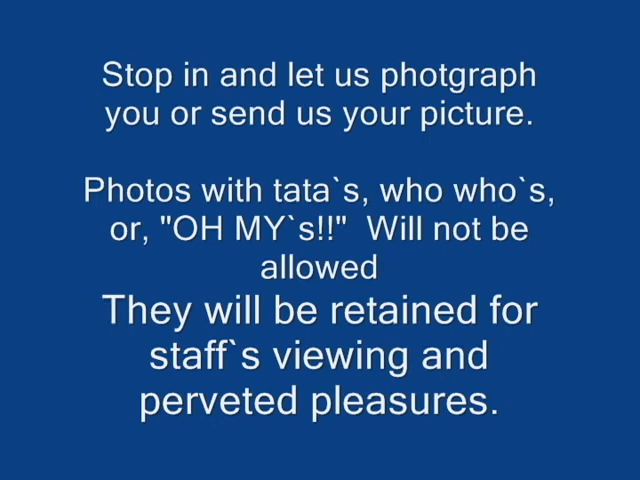 Stop in and let us photgraph
you or send us your picture.
Photos with tata`s, who who`s,
or, "OH MY`s!!"  Will not be
allowed
They will be retained for
staff`s viewing and
perveted pleasures.